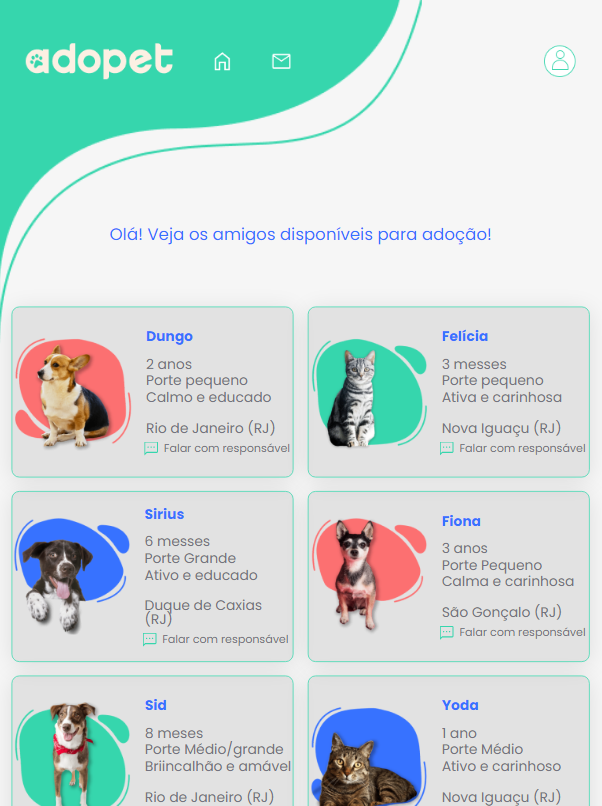 adopet
Olá! Veja os amigos disponíveis para adoção!
Dungo
2 anos
Porte pequeno
Calmo e educado
Rio de Janeiro (RJ)
Falar com responsável
Felícia
3 messes
Porte pequeno
Ativa e carinhosa
Nova Iguaçu (RJ)
Falar com responsável
Sirius
6 messes
Porte Grande
Ativo e educado
Duque de Caxias
(RJ)
Falar com responsável
Fiona
3 anos
Porte Pequeno
Calma e carinhosa
São Gonçalo (RJ)
Falar com responsável
Sid
8 meses
Porte Médio/grande
Briincalhão e amável
Rio de Janeiro (RJ)
Yoda
1 ano
Porte Médio
Ativo e carinhoso
Nova Iguaçu (RJ)